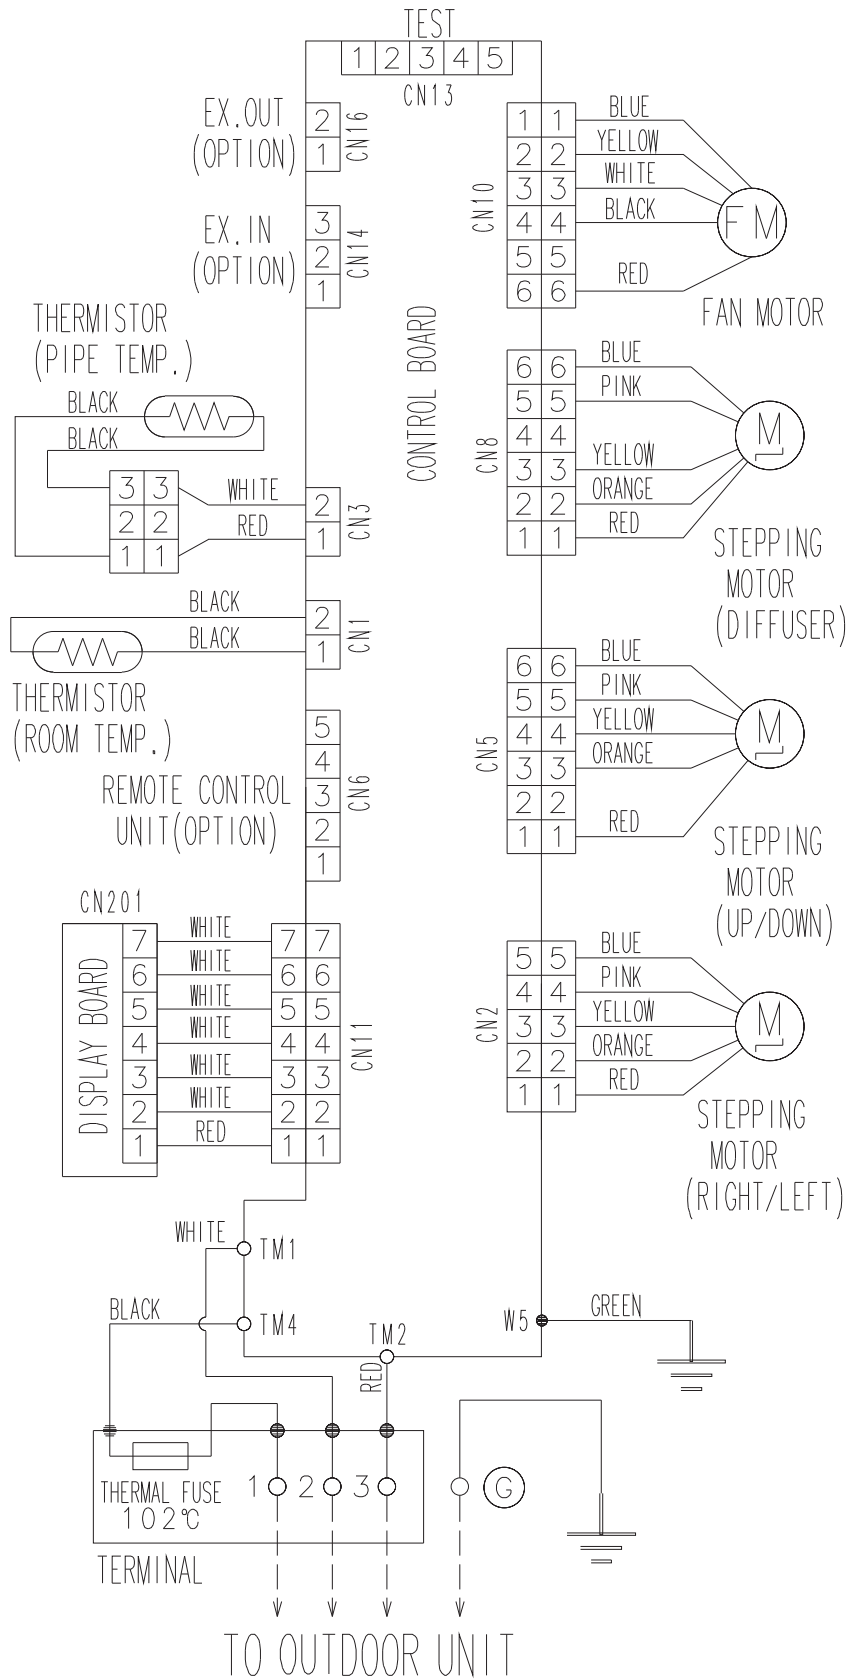 TEST
1 2 3 4 5
CN13
EX.OUT
(OPTION)
2
1
CN16
EX.IN
(OPTION)
3
2
1
CN14
THERMISTOR
(PIPE TEMP.)
BLACK
BLACK
3 3
2 2
1 1
WHITE
RED
2
1
CN3
BLACK
BLACK
2
1
CN1
THERMISTOR
(ROOM TEMP.)
REMOTE CONTROL
UNIT(OPTION)
5
4
3
2
1
CN6
CN201
DISPLAY BOARD
7 WHITE 7 7
6 WHITE 6 6
5 WHITE 5 5
4 WHITE 4 4
3 WHITE 3 3
2 WHITE 2 2
1 RED 1 1
CN11
CONTROL BOARD
CN10
1 1 BLUE
2 2 YELLOW
3 3 WHITE
4 4 BLACK
5 5
6 6 RED
FM
FAN MOTOR
CN8
6 6 BLUE
5 5 PINK
4 4
3 3 YELLOW
2 2 ORANGE
1 1 RED
M
STEPPING
MOTOR
(DIFFUSER)
CN5
6 6 BLUE
5 5 PINK
4 4 YELLOW
3 3 ORANGE
2 2
1 1 RED
M
STEPPING
MOTOR
(UP/DOWN)
CN2
5 5 BLUE
4 4 PINK
3 3 YELLOW
2 2 ORANGE
1 1 RED
M
STEPPING
MOTOR
(RIGHT/LEFT)
WHITE
TM1
BLACK
TM4
TM2
RED
W5
GREEN
THERMAL FUSE
102℃
1 2 3
G
TERMINAL
TO OUTDOOR UNIT